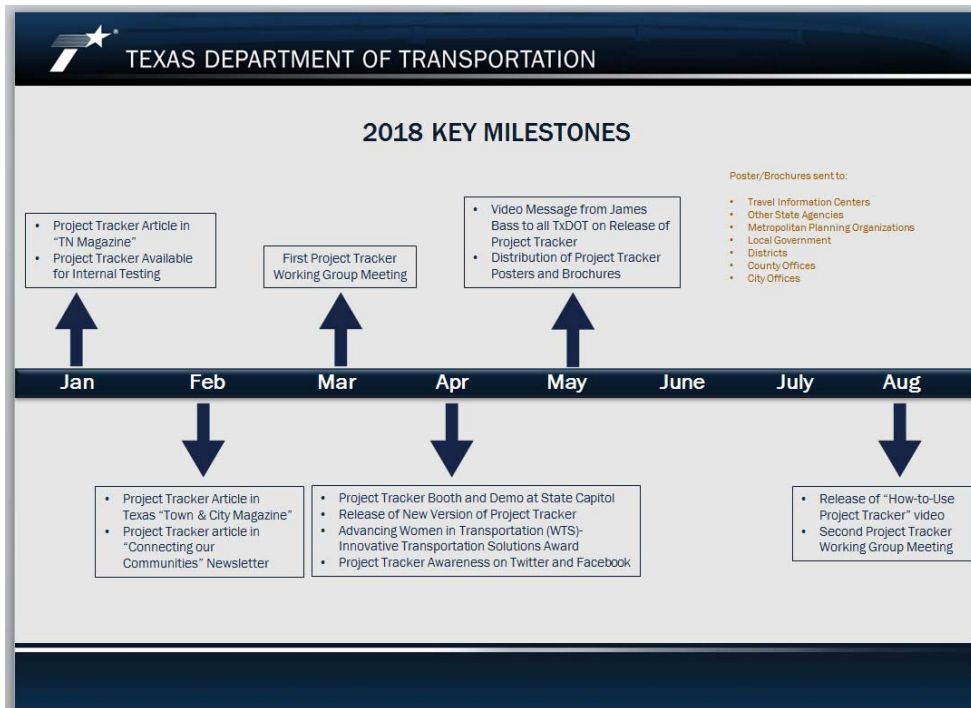 TEXAS DEPARTMENT OF TRANSPORTATION
2018 KEY MILESTONES
• Project Tracker Article in
“TN Magazine”
• Project Tracker Available
for Internal Testing
First Project Tracker
Working Group Meeting
• Video Message from James
Bass to all TxDOT on Release of
Project Tracker
• Distribution of Project Tracker
Posters and Brochures
Poster/Brochures sent to:
• Travel Information Centers
• Other State Agencies
• Metropolitan Planning Organizations
• Local Government
• Districts
• County Offices
• City Offices
Jan Feb Mar Apr May June July Aug
• Project Tracker Article in
Texas “Town & City Magazine”
• Project Tracker article in
“Connecting our
Communities” Newsletter
• Project Tracker Booth and Demo at State Capitol
• Release of New Version of Project Tracker
• Advancing Women in Transportation (WTS)-
Innovative Transportation Solutions Award
• Project Tracker Awareness on Twitter and Facebook
• Release of “How-to-Use
Project Tracker” video
• Second Project Tracker
Working Group Meeting